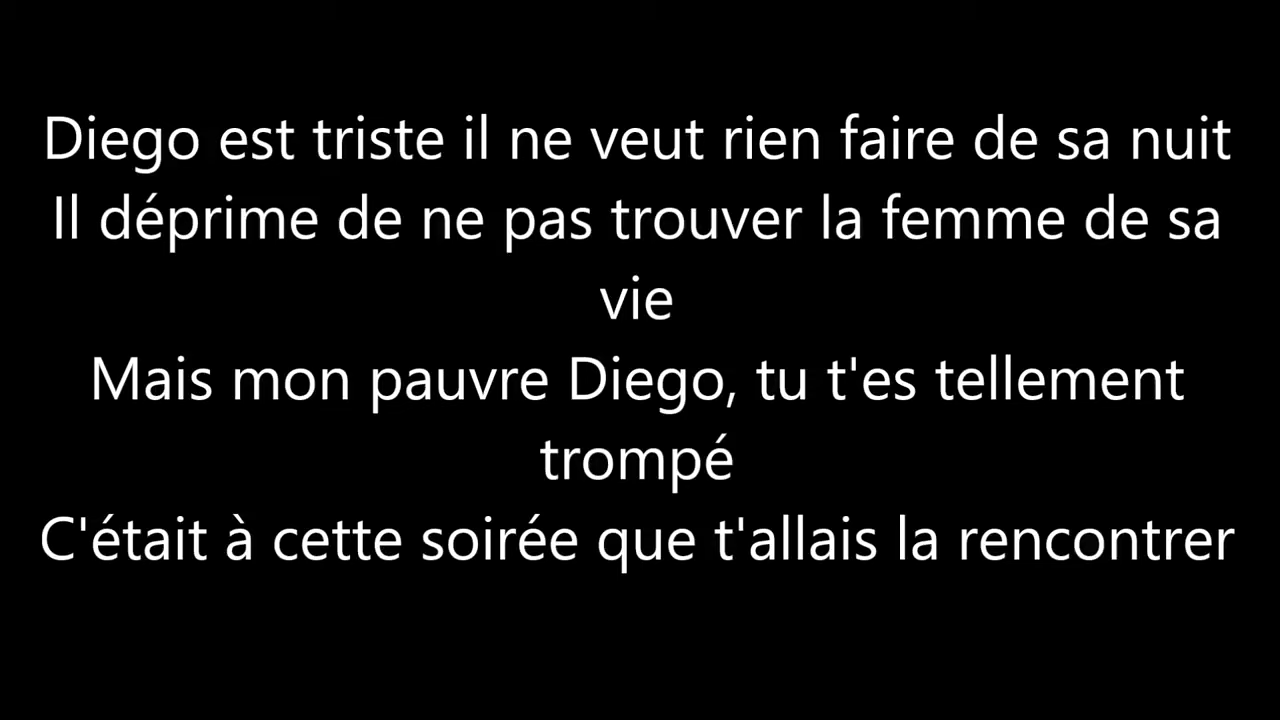 Diego est triste il ne veut rien faire de sa nuit
Il déprime de ne pas trouver la femme de sa
vie
Mais mon pauvre Diego, tu t'es tellement
trompé
C'était à cette soirée que t'allais la rencontrer